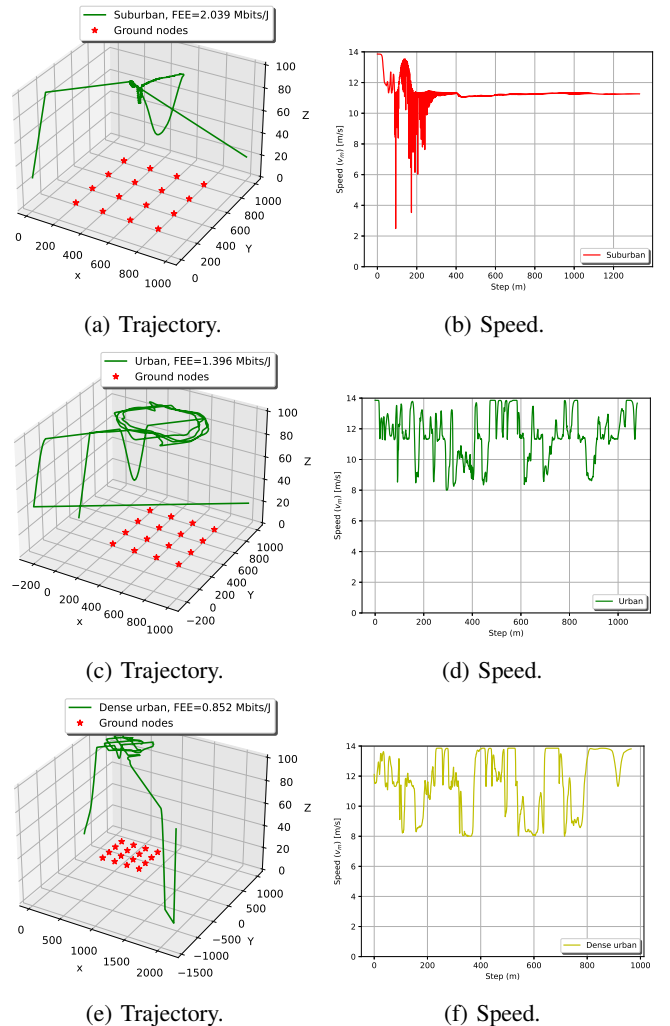 Suburban, FEE=2.039 Mbits/J
Ground nodes
100
80
60
40
20
0
Z
0
200
400
600
800
1000
x
0
200
400
600
800
1000
Y
14
12
10
8
6
4
2
0
Speed (vm) [m/s]
0 200 400 600 800 1000 1200
Step (m)
Suburban
(a) Trajectory.
(b) Speed.
Urban, FEE=1.396 Mbits/J
Ground nodes
100
80
60
40
20
0
Z
−200
0
200
400
600
800
1000
x
−200
0
200
400
600
800
1000
Y
14
12
10
8
6
4
2
0
Speed (vm) [m/s]
0 200 400 600 800 1000
Step (m)
Urban
(c) Trajectory.
(d) Speed.
Dense urban, FEE=0.852 Mbits/J
Ground nodes
100
80
60
40
20
0
Z
0
500
1000
1500
2000
x
−1500
−1000
−500
0
500
1000
Y
14
12
10
8
6
4
2
0
Speed (vm) [m/s]
0 200 400 600 800 1000
Step (m)
Dense urban
(e) Trajectory.
(f) Speed.